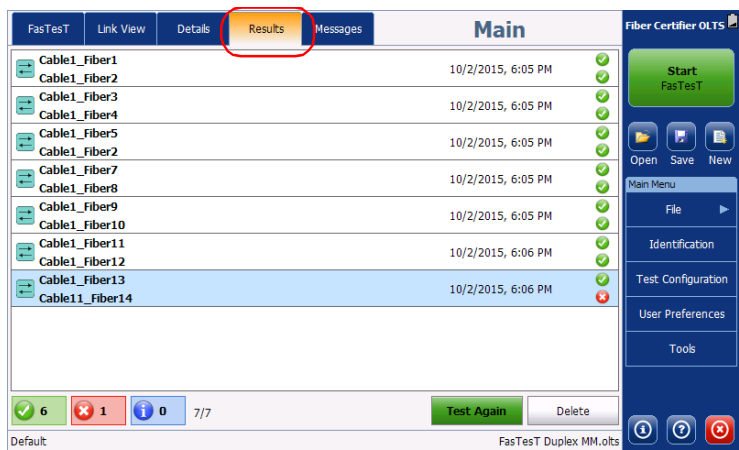 FasTesT Link View Details Results Messages Main
Fiber Certifier OLTS
Cable1_Fiber1
Cable1_Fiber2
10/2/2015, 6:05 PM
Cable1_Fiber3
Cable1_Fiber4
10/2/2015, 6:05 PM
Cable1_Fiber5
Cable1_Fiber2
10/2/2015, 6:05 PM
Cable1_Fiber7
Cable1_Fiber8
10/2/2015, 6:05 PM
Cable1_Fiber9
Cable1_Fiber10
10/2/2015, 6:05 PM
Cable1_Fiber11
Cable1_Fiber12
10/2/2015, 6:06 PM
Cable1_Fiber13
Cable11_Fiber14
10/2/2015, 6:06 PM
6 1 0 7/7 Test Again Delete
Default FasTesT Duplex MM.olts
Start
FasTesT
Open Save New
Main Menu
File
Identification
Test Configuration
User Preferences
Tools